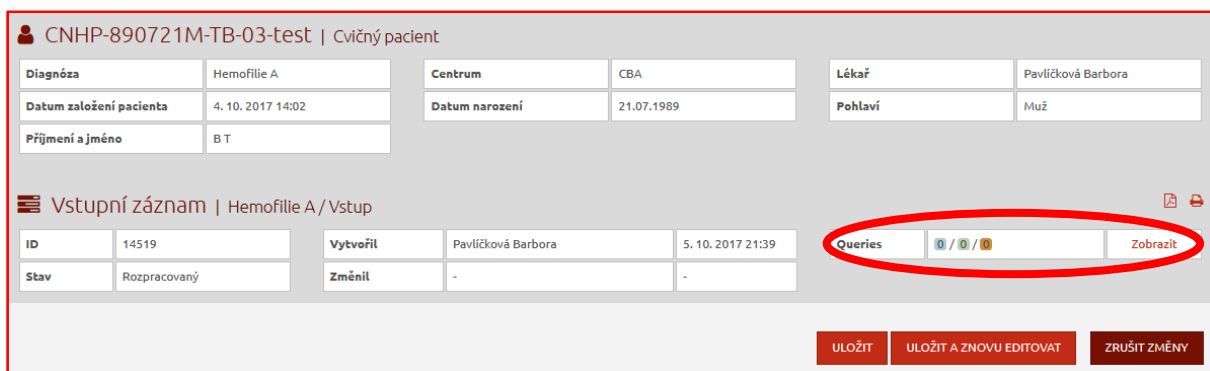 CNHP-890721M-TB-03-test | Cvičný pacient
Diagnóza Hemofilie A Centrum CBA Lékař Pavlíčková Barbora
Datum založení pacienta 4. 10. 2017 14:02 Datum narození 21.07.1989 Pohlaví Muž
Příjmení a jméno B T
Vstupní záznam | Hemofilie A / Vstup
ID 14519 Vytvořil Pavlíčková Barbora 5. 10. 2017 21:39 Queries 0 / 0 / 0 Zobrazit
Stav Rozpracovaný Změnil - -
ULOŽIT ULOŽIT A ZNOVU EDITOVAT ZRUŠIT ZMĚNY